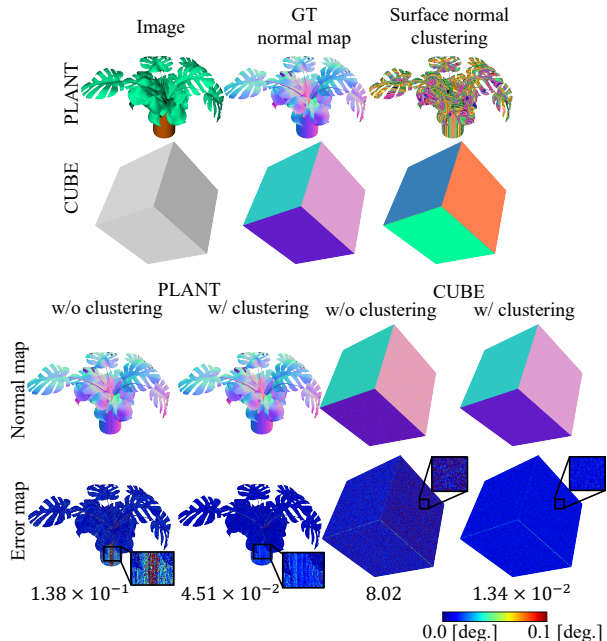 Image
GT
normal map
Surface normal
clustering
PLANT
CUBE
PLANT
CUBE
w/o clustering
w/ clustering
w/o clustering
w/ clustering
Normal map
Error map
1.38 × 10⁻¹
4.51 × 10⁻²
8.02
1.34 × 10⁻²
0.0 [deg.]
0.1 [deg.]